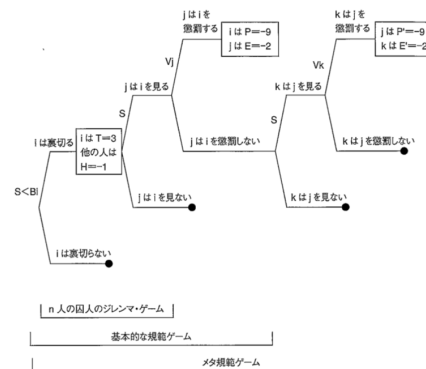 j は i を
懲罰する
i は P=−9
j は E=−2
k は j を
懲罰する
j は P'=−9
k は E'=−2
Vj
Vk
j は i を見る
k は j を見る
S
S
i は裏切る
i は T=3
他の人は
H=−1
j は i を懲罰しない
k は j を懲罰しない
S<Bi
j は i を見ない
k は j を見ない
i は裏切らない
n 人の囚人のジレンマ・ゲーム
基本的な規範ゲーム
メタ規範ゲーム